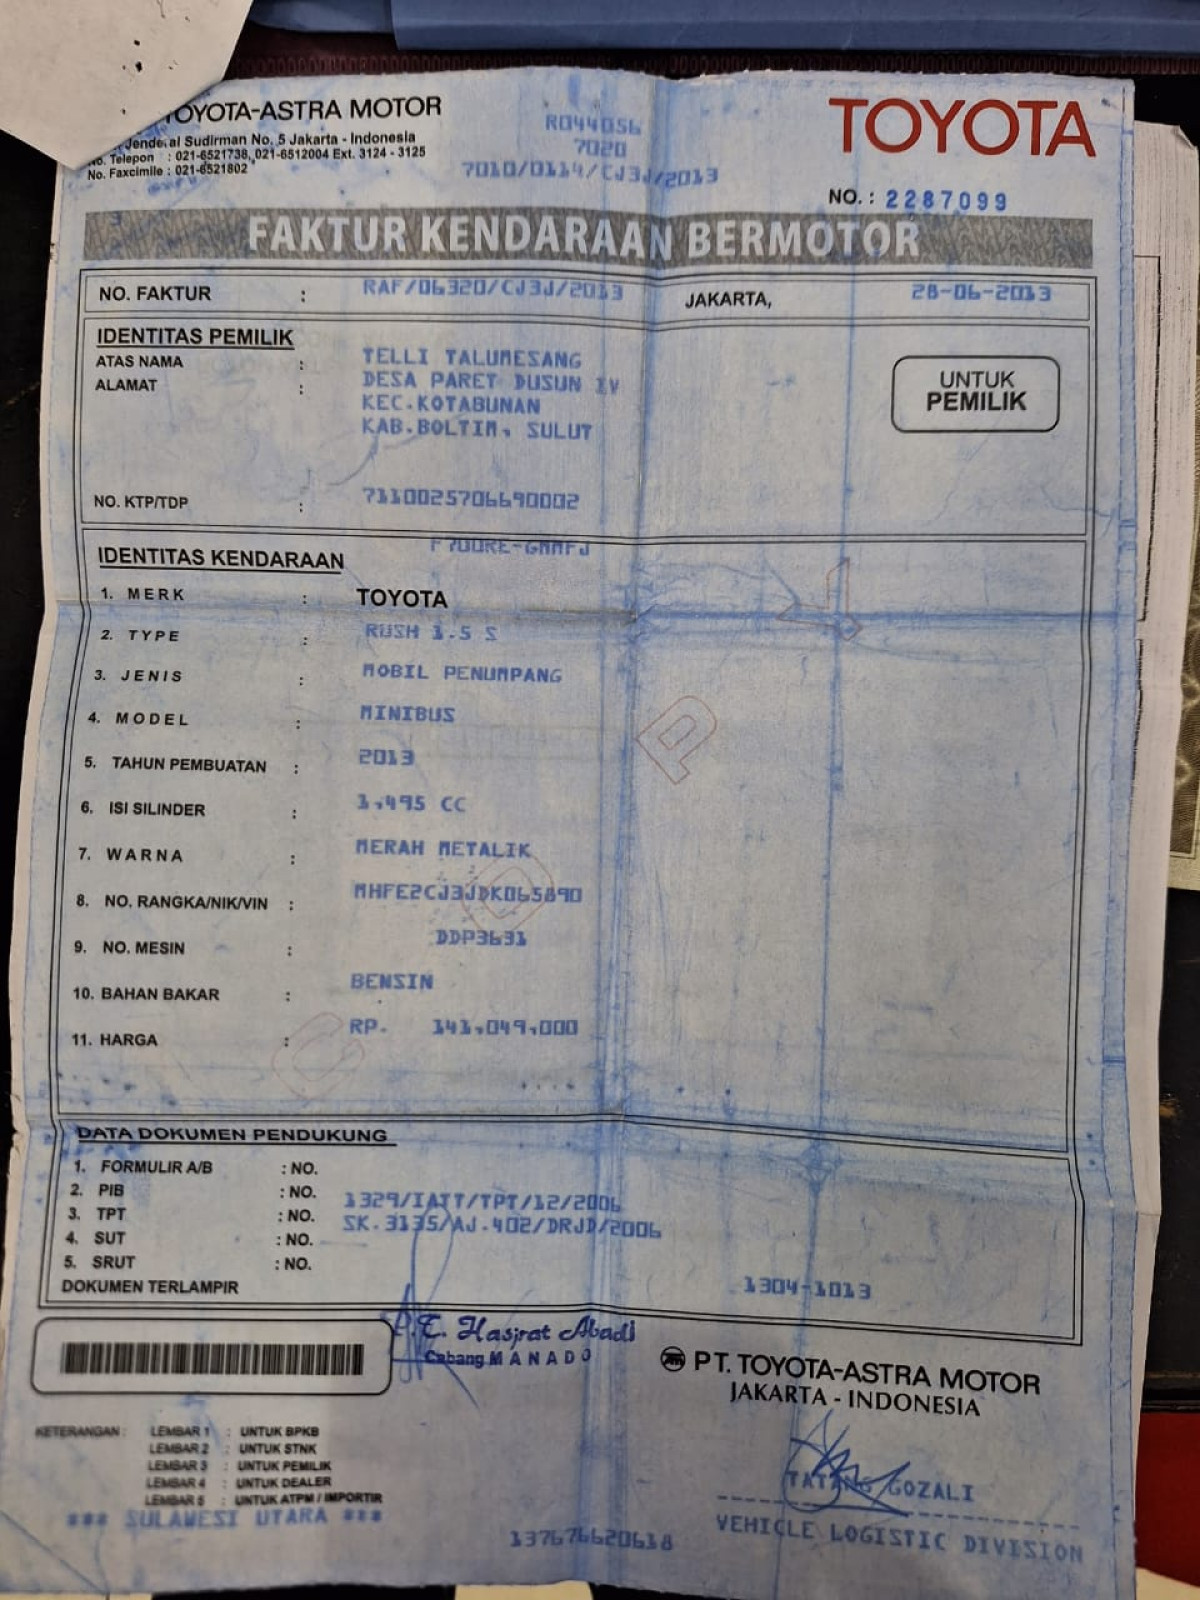 TOYOTA-ASTRA MOTOR
Jenderal Sudirman No. 5 Jakarta - Indonesia
No. Telepon : 021-6521738, 021-6512004 Ext. 3124 - 3125
No. Faxcimile : 021-6521802
R044056
7020
7010/0114/CJ3J/2013
TOYOTA
NO. : 2287099
FAKTUR KENDARAAN BERMOTOR
NO. FAKTUR : RAF/06320/CJ3J/2013 JAKARTA, 28-06-2013
IDENTITAS PEMILIK
ATAS NAMA : TELLI TALUMESANG
ALAMAT : DESA PARET DUSUN IV
KEC.KOTABUNAN
KAB.BOLTIM, SULUT
UNTUK
PEMILIK
NO. KTP/TDP : 7110025706690002
IDENTITAS KENDARAAN F700RE-GMMFJ
1. MERK : TOYOTA
2. TYPE : RUSH 1.5 S
3. JENIS : MOBIL PENUMPANG
4. MODEL : MINIBUS
5. TAHUN PEMBUATAN : 2013
6. ISI SILINDER : 1,495 CC
7. WARNA : MERAH METALIK
8. NO. RANGKA/NIK/VIN : MHFE2CJ3JDK065890
9. NO. MESIN : DDP3631
10. BAHAN BAKAR : BENSIN
11. HARGA : RP. 141,049,000
COPY
DATA DOKUMEN PENDUKUNG
1. FORMULIR A/B : NO.
2. PIB : NO.
3. TPT : NO. 1329/IATT/TPT/12/2006
4. SUT : NO. SK.3135/AJ.402/DRJD/2006
5. SRUT : NO.
DOKUMEN TERLAMPIR 1304-1013
P.T. Hasjrat Abadi
Cabang MANADO
PT. TOYOTA-ASTRA MOTOR
JAKARTA - INDONESIA
KETERANGAN : LEMBAR 1 : UNTUK BPKB
LEMBAR 2 : UNTUK STNK
LEMBAR 3 : UNTUK PEMILIK
LEMBAR 4 : UNTUK DEALER
LEMBAR 5 : UNTUK ATPM / IMPORTIR
*** SULAWESI UTARA ***
TATANG GOZALI
VEHICLE LOGISTIC DIVISION
137676620618